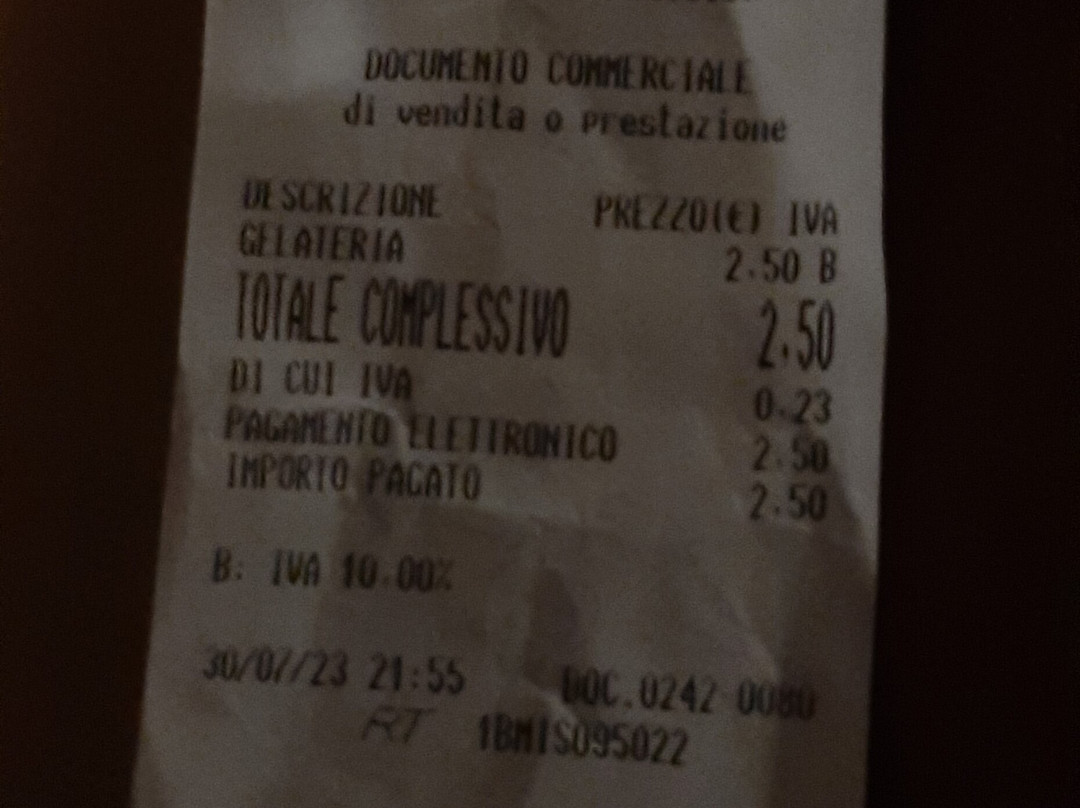 DOCUMENTO COMMERCIALE
di vendita o prestazione
DESCRIZIONE PREZZO(€) IVA
GELATERIA 2.50 B
TOTALE COMPLESSIVO 2,50
DI CUI IVA 0.23
PAGAMENTO ELETTRONICO 2.50
IMPORTO PAGATO 2.50
B: IVA 10.00%
30/07/23 21:55 DOC.0242 0080
RT 1BMIS095022